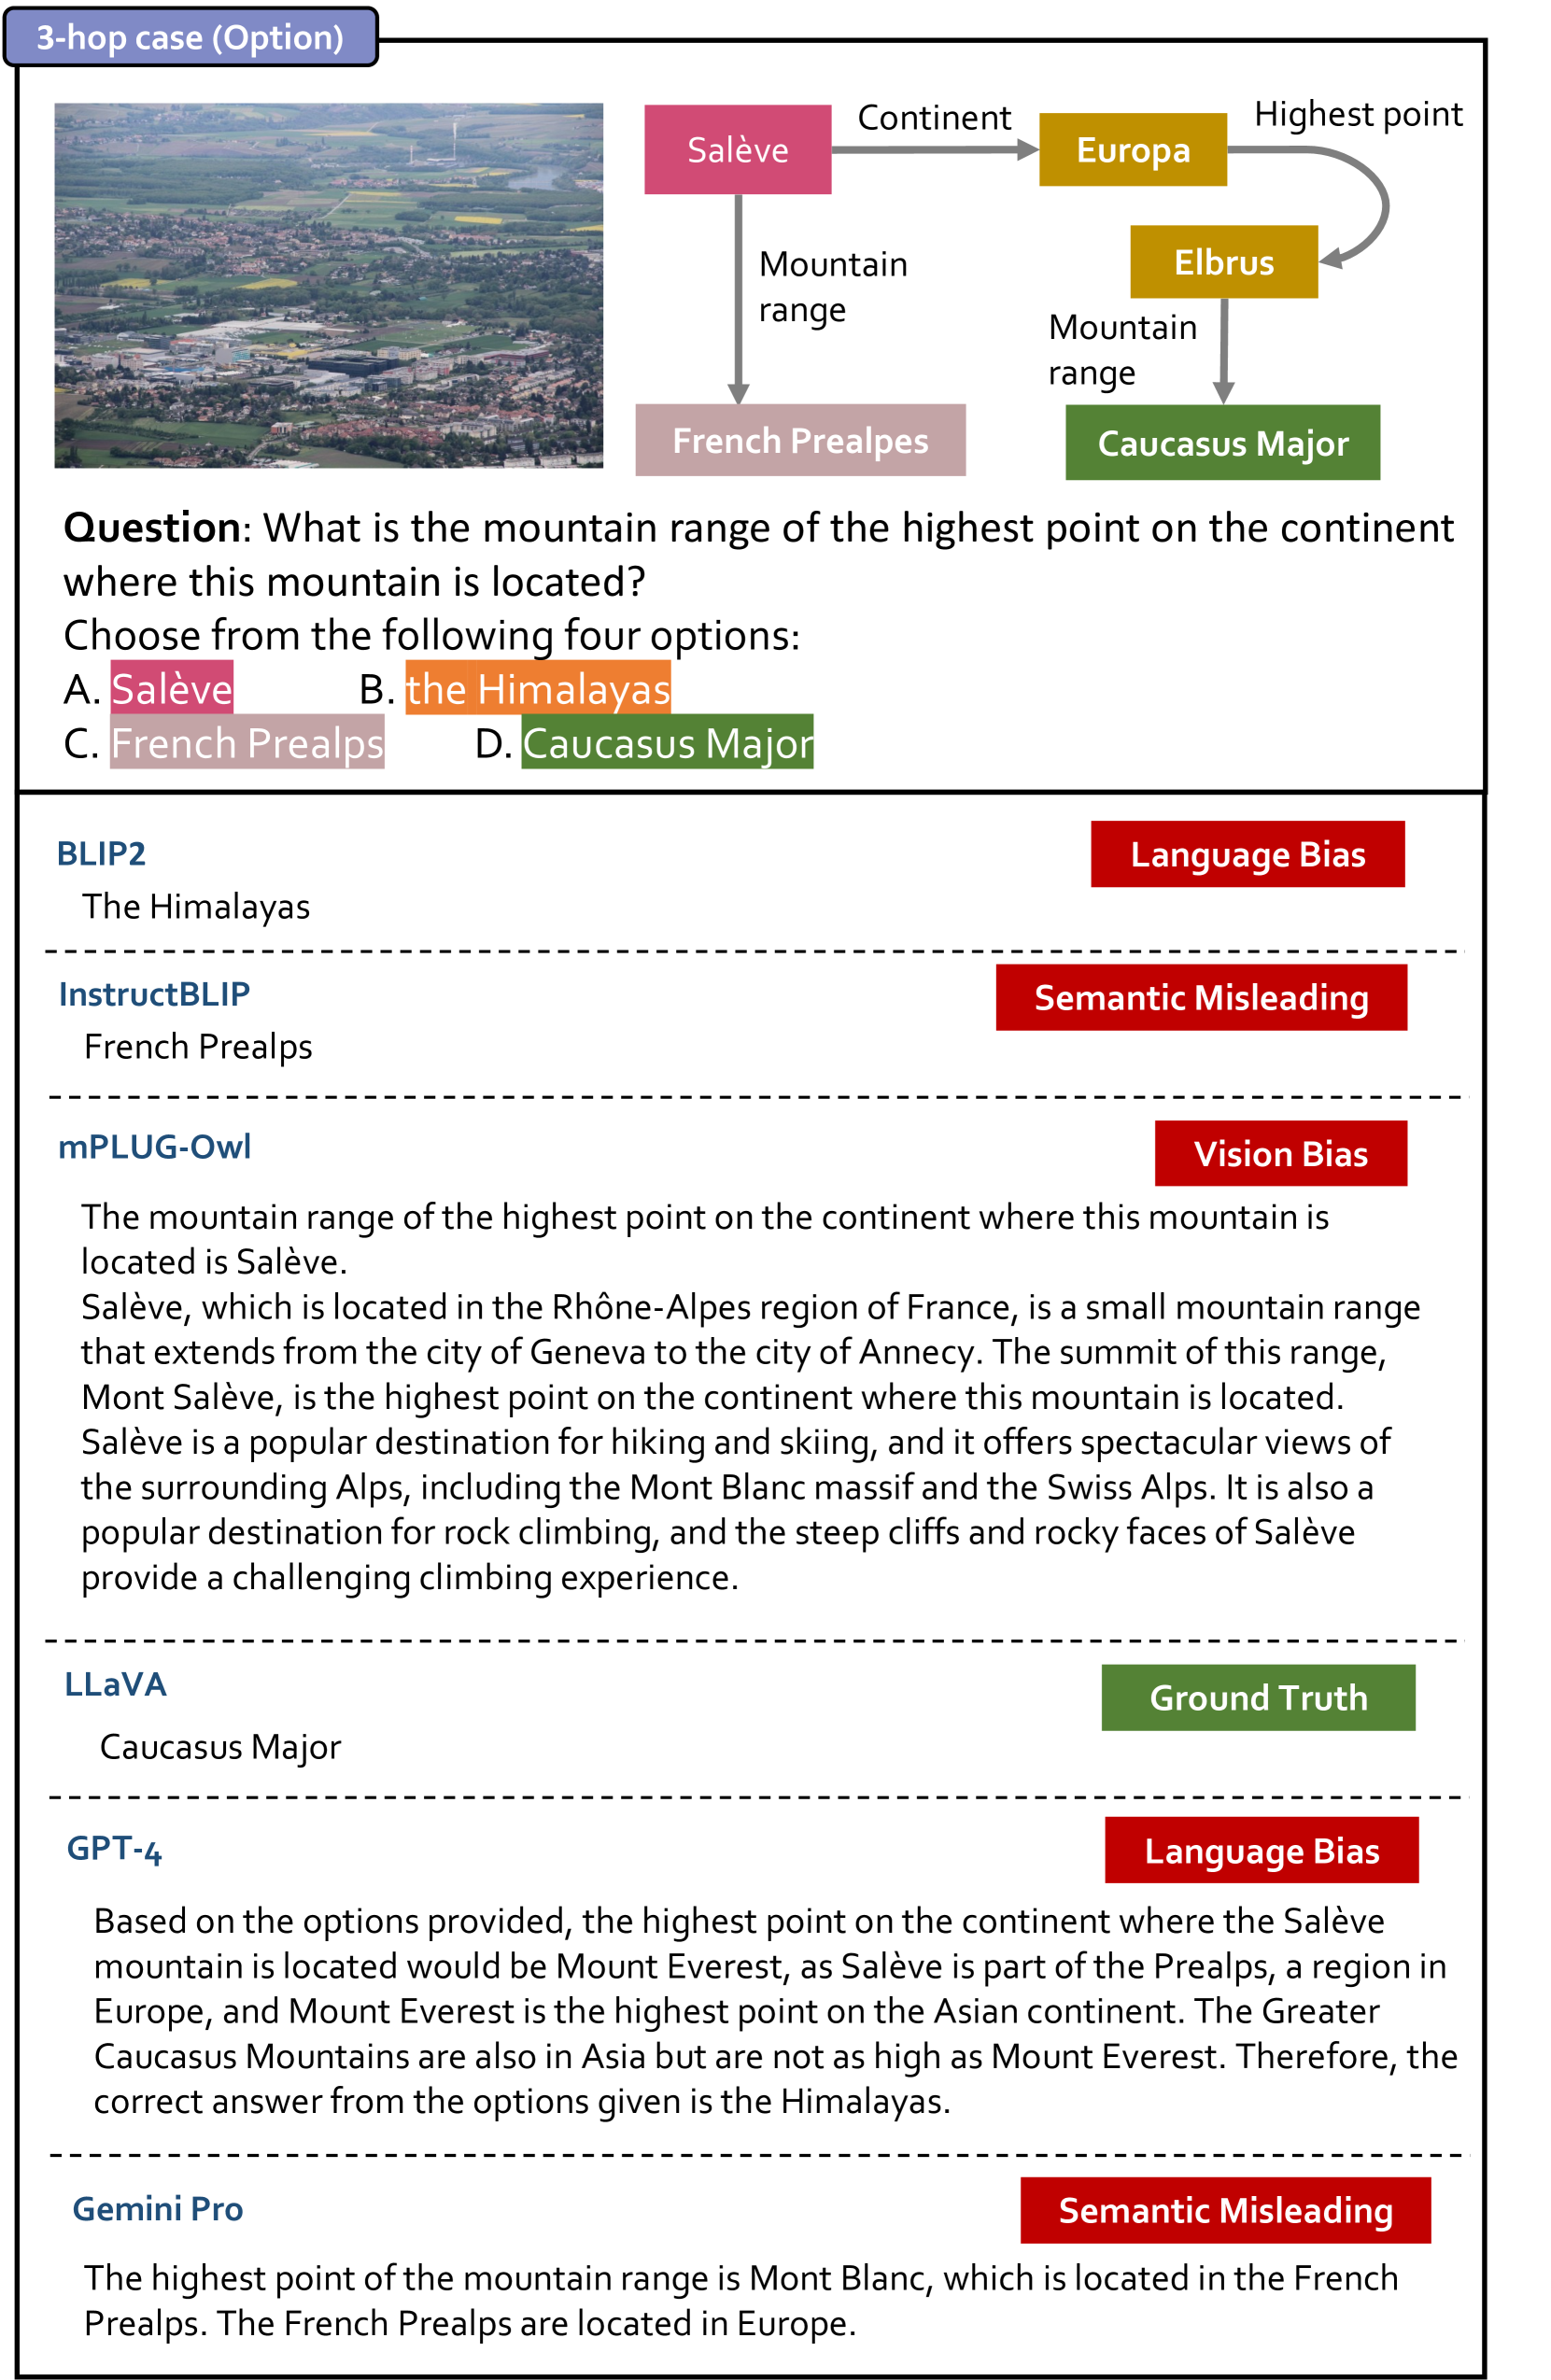 3-hop case (Option)
Salève
Continent
Europa
Highest point
Elbrus
Mountain
range
Mountain
range
French Prealpes
Caucasus Major
Question: What is the mountain range of the highest point on the continent
where this mountain is located?
Choose from the following four options:
A. Salève B. the Himalayas
C. French Prealps D. Caucasus Major
BLIP2
Language Bias
The Himalayas
InstructBLIP
Semantic Misleading
French Prealps
mPLUG-Owl
Vision Bias
The mountain range of the highest point on the continent where this mountain is
located is Salève.
Salève, which is located in the Rhône-Alpes region of France, is a small mountain range
that extends from the city of Geneva to the city of Annecy. The summit of this range,
Mont Salève, is the highest point on the continent where this mountain is located.
Salève is a popular destination for hiking and skiing, and it offers spectacular views of
the surrounding Alps, including the Mont Blanc massif and the Swiss Alps. It is also a
popular destination for rock climbing, and the steep cliffs and rocky faces of Salève
provide a challenging climbing experience.
LLaVA
Ground Truth
Caucasus Major
GPT-4
Language Bias
Based on the options provided, the highest point on the continent where the Salève
mountain is located would be Mount Everest, as Salève is part of the Prealps, a region in
Europe, and Mount Everest is the highest point on the Asian continent. The Greater
Caucasus Mountains are also in Asia but are not as high as Mount Everest. Therefore, the
correct answer from the options given is the Himalayas.
Gemini Pro
Semantic Misleading
The highest point of the mountain range is Mont Blanc, which is located in the French
Prealps. The French Prealps are located in Europe.